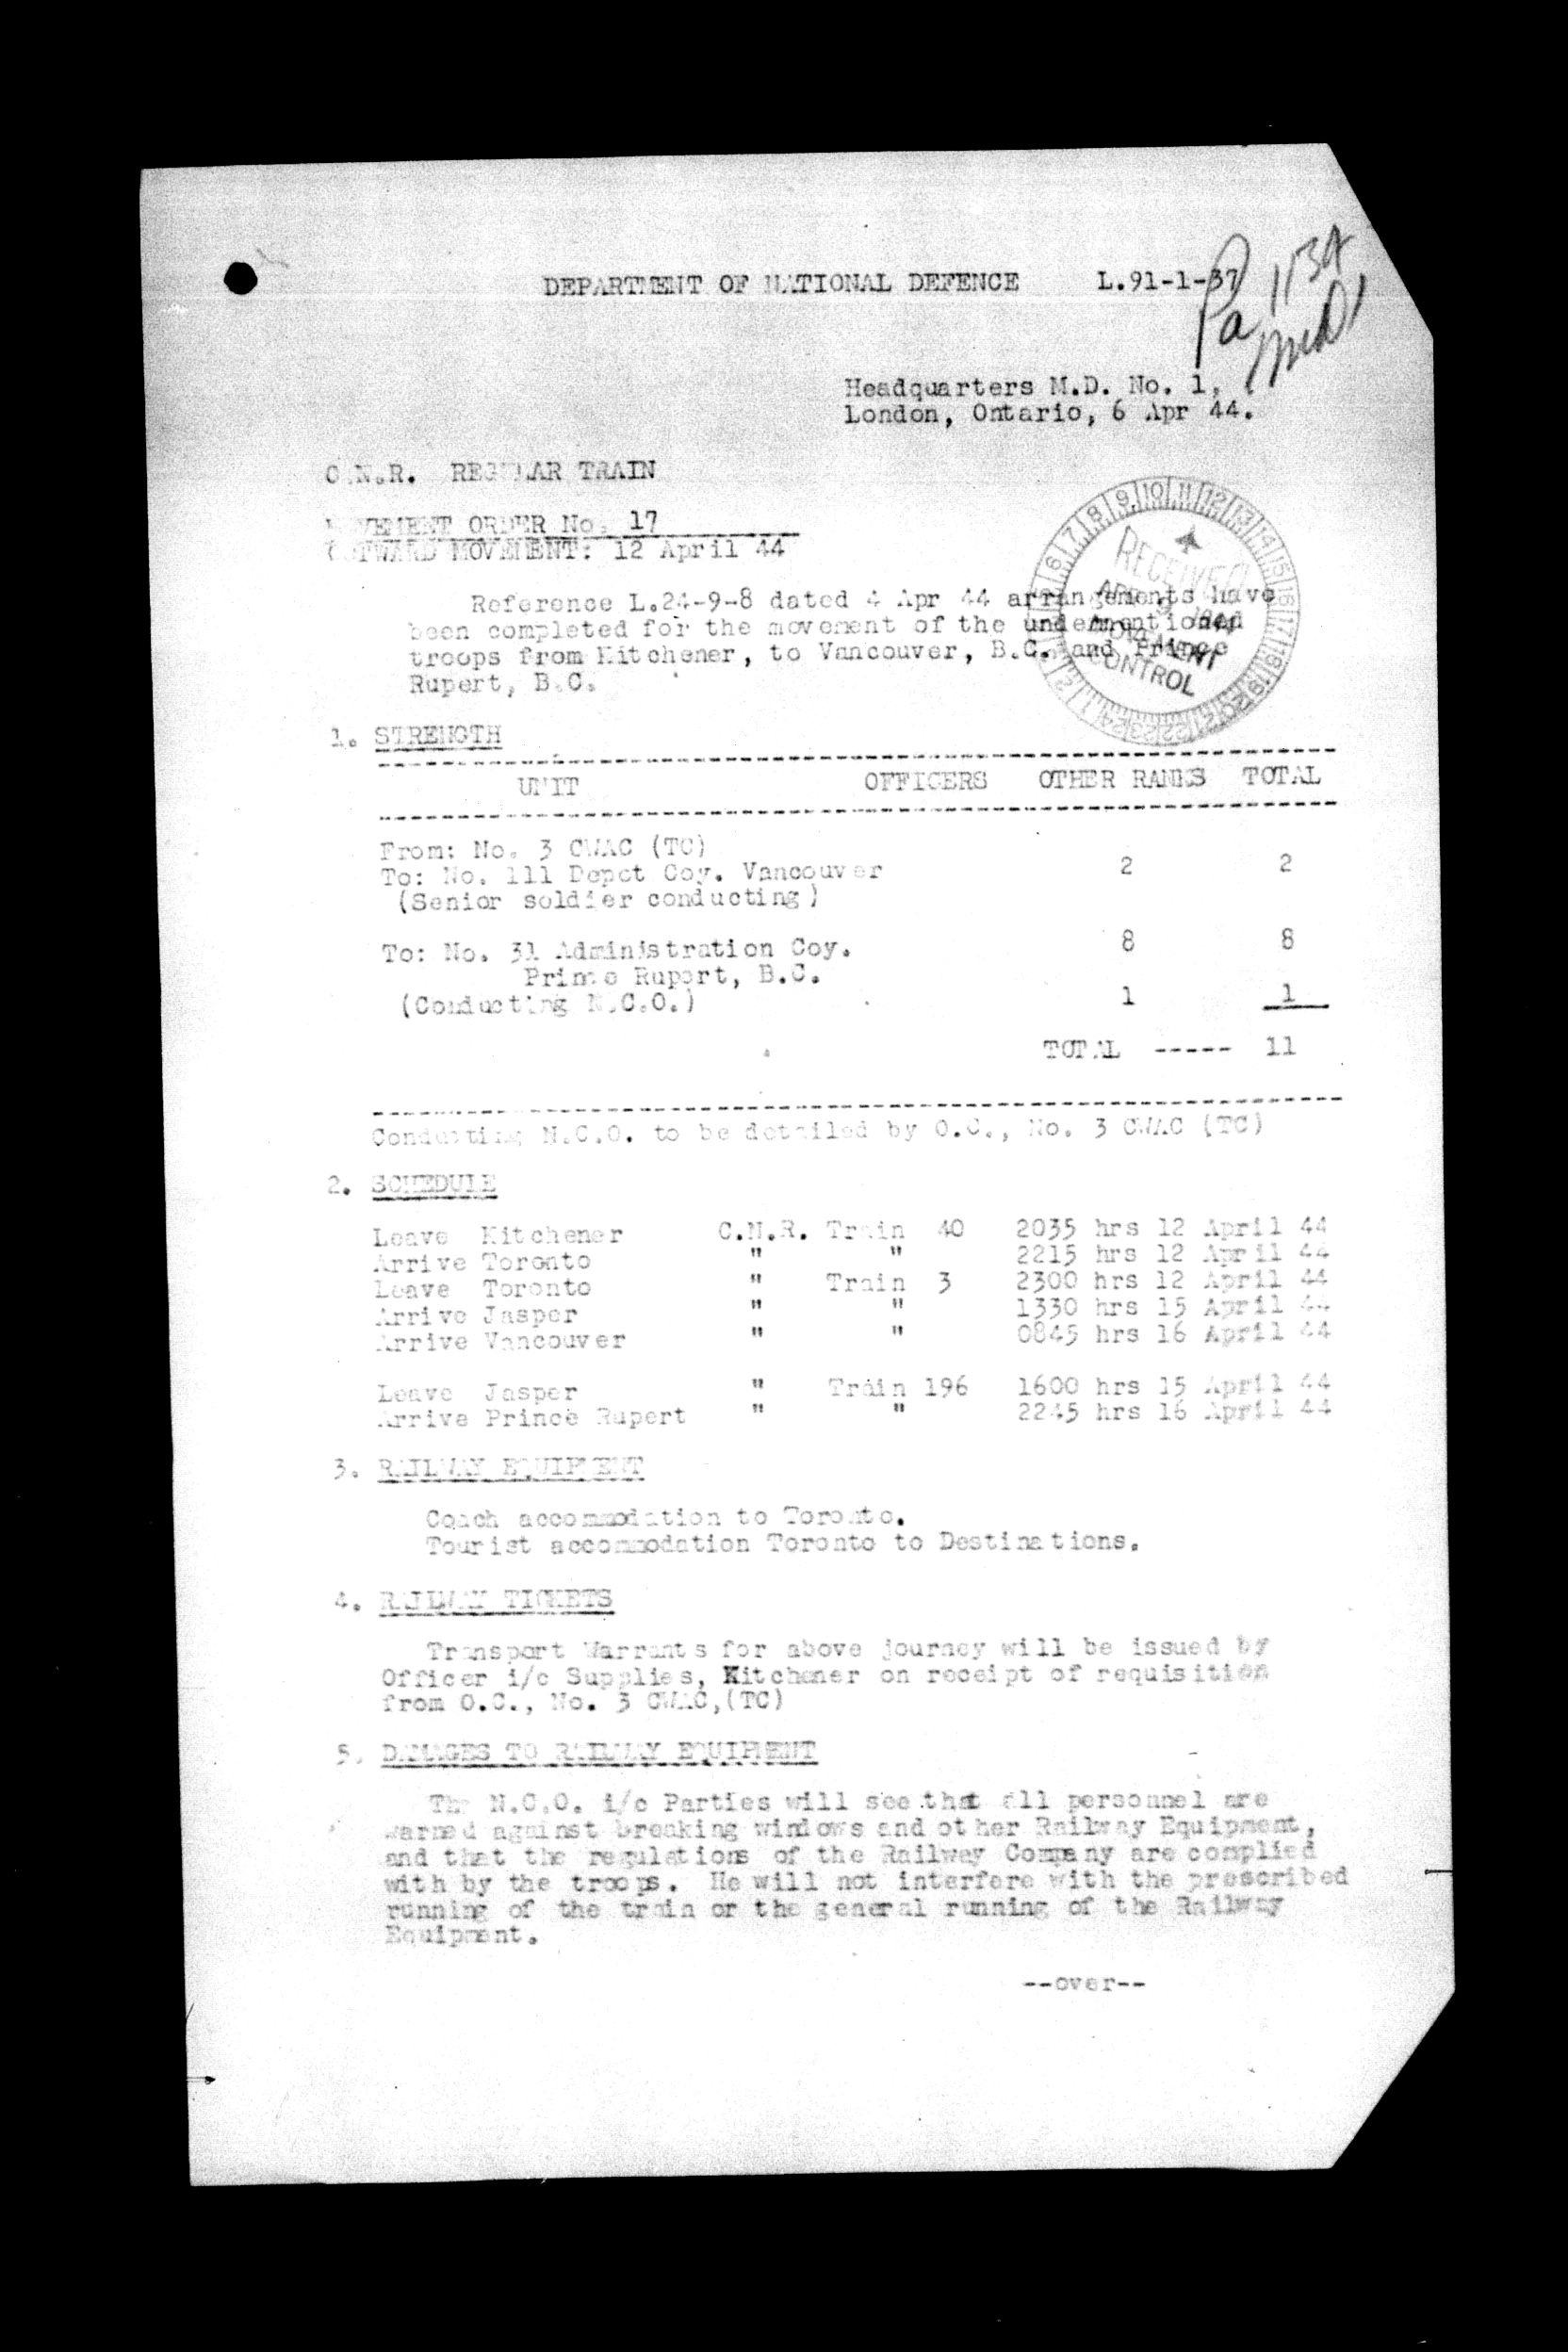 DEPARTMENT OF NATIONAL DEFENCE L.91-1-37
Pa
Headquarters M.D. No. 1,
London, Ontario, 6 Apr 44.
C.N.R. REGULAR TRAIN
MOVEMENT ORDER No. 17
OUTWARD MOVEMENT: 12 April 44
RECEIVED
APR 1944
MOVEMENT
CONTROL
Reference L.24-9-8 dated 4 Apr 44 arrangements have
been completed for the movement of the undermentioned
troops from Kitchener, to Vancouver, B.C. and Prince
Rupert, B.C.
1. STRENGTH
UNIT OFFICERS OTHER RANKS TOTAL
From: No. 3 CWAC (TC)
To: No. 111 Depot Coy. Vancouver 2 2
(Senior soldier conducting)
To: No. 31 Administration Coy. 8 8
Prince Rupert, B.C.
(Conducting N.C.O.) 1 1
TOTAL ----- 11
Conducting N.C.O. to be detailed by O.C., No. 3 CWAC (TC)
2. SCHEDULE
Leave Kitchener C.N.R. Train 40 2035 hrs 12 April 44
Arrive Toronto " " 2215 hrs 12 April 44
Leave Toronto " Train 3 2300 hrs 12 April 44
Arrive Jasper " " 1330 hrs 15 April 44
Arrive Vancouver " " 0845 hrs 16 April 44
Leave Jasper " Train 196 1600 hrs 15 April 44
Arrive Prince Rupert " " 2245 hrs 16 April 44
3. RAILWAY EQUIPMENT
Coach accommodation to Toronto.
Tourist accommodation Toronto to Destinations.
4. RAILWAY TICKETS
Transport Warrants for above journey will be issued by
Officer i/c Supplies, Kitchener on receipt of requisition
from O.C., No. 3 CWAC,(TC)
5. DAMAGES TO RAILWAY EQUIPMENT
The N.C.O. i/c Parties will see that all personnel are
warned against breaking windows and other Railway Equipment,
and that the regulations of the Railway Company are complied
with by the troops. He will not interfere with the prescribed
running of the train or the general running of the Railway
Equipment.
--over--